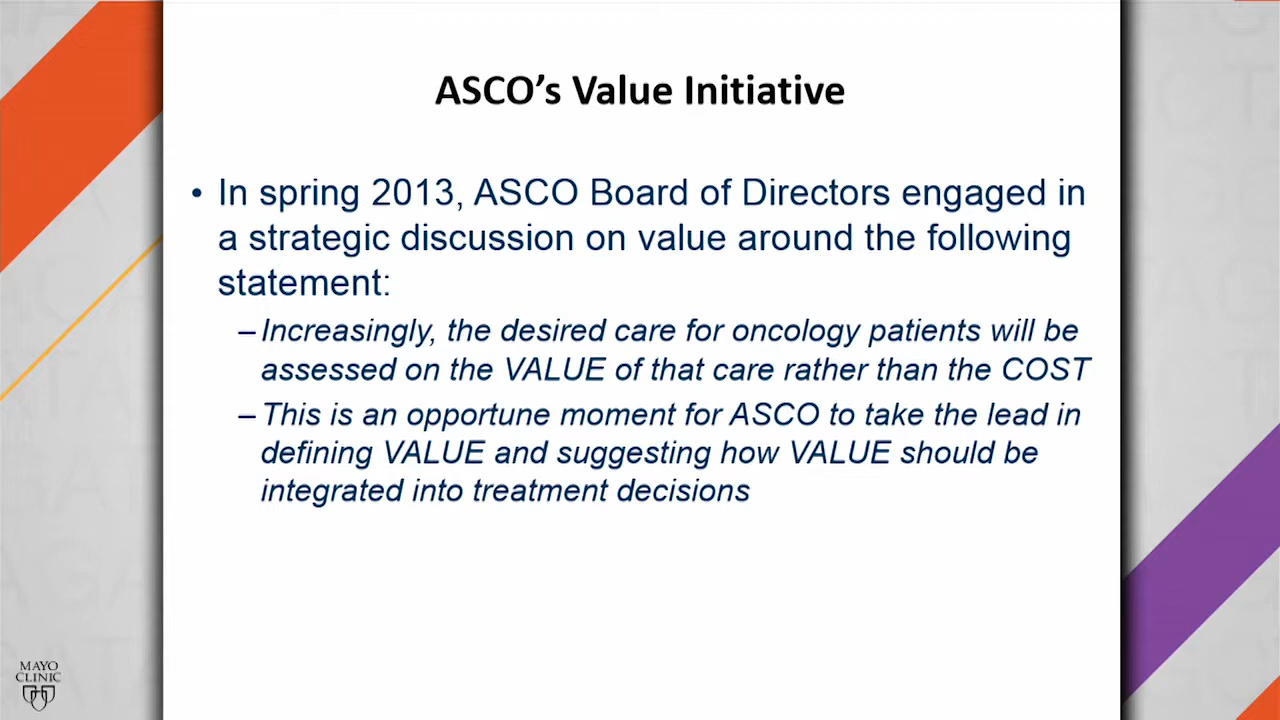 ASCO’s Value Initiative
• In spring 2013, ASCO Board of Directors engaged in
a strategic discussion on value around the following
statement:
– Increasingly, the desired care for oncology patients will be
assessed on the VALUE of that care rather than the COST
– This is an opportune moment for ASCO to take the lead in
defining VALUE and suggesting how VALUE should be
integrated into treatment decisions
MAYO
CLINIC